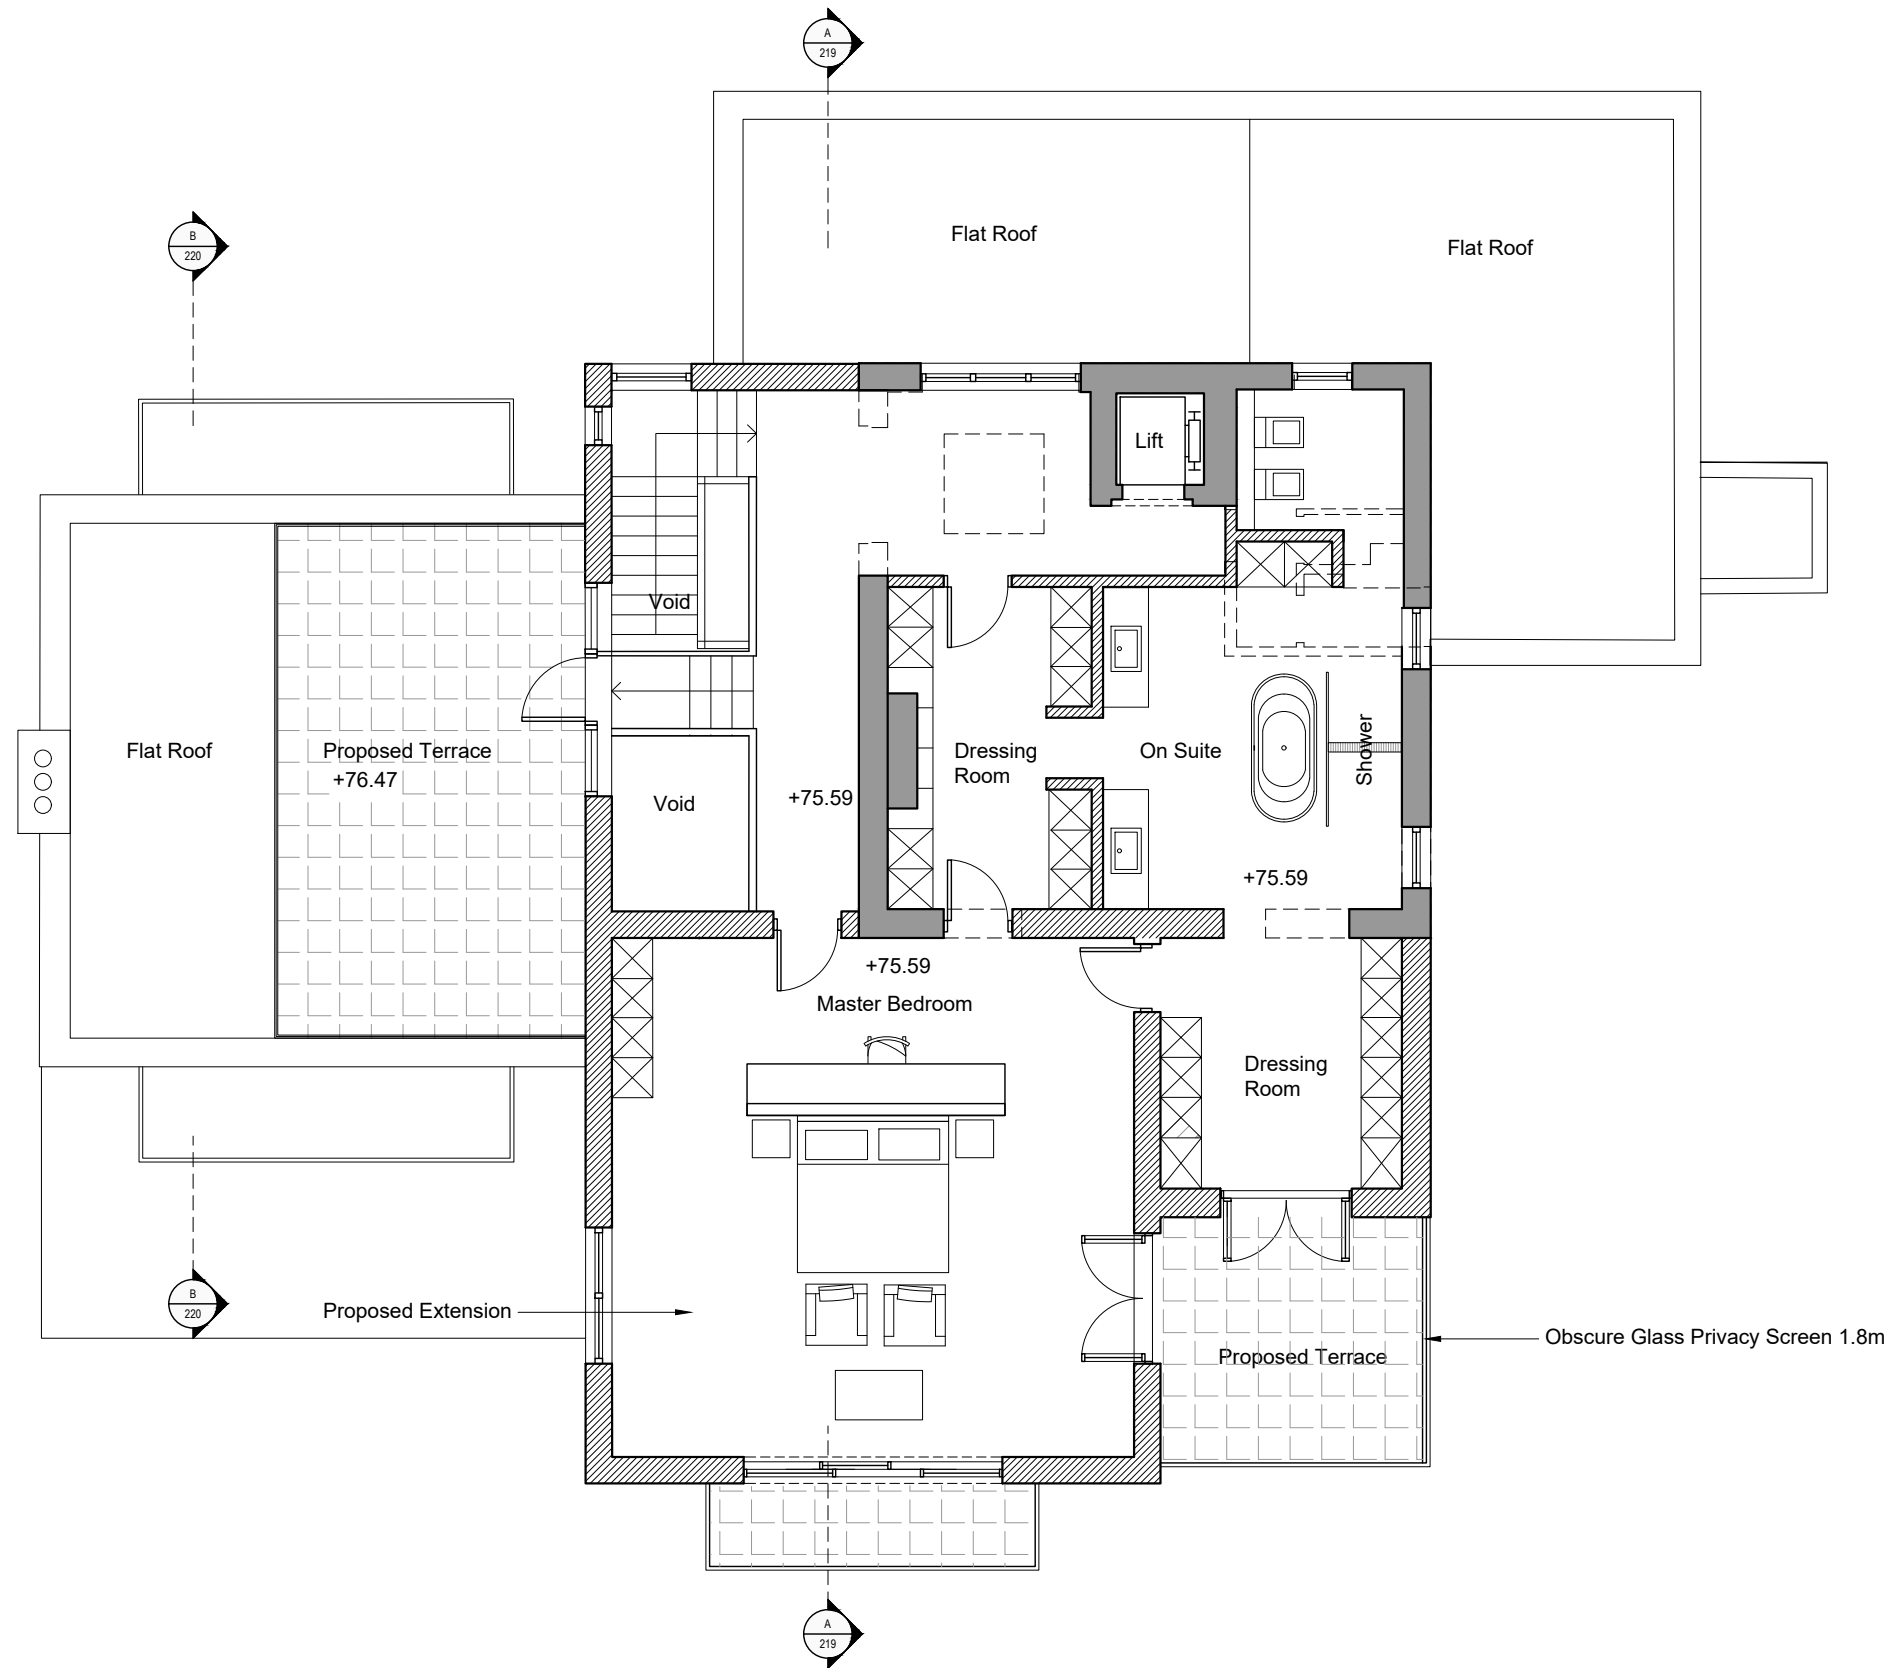 A
219
B
220
Flat Roof
Flat Roof
Lift
Void
Flat Roof
Proposed Terrace
+76.47
Void
+75.59
Dressing
Room
On Suite
Shower
+75.59
+75.59
Master Bedroom
Dressing
Room
B
220
Proposed Extension
Obscure Glass Privacy Screen 1.8m
Proposed Terrace
A
219